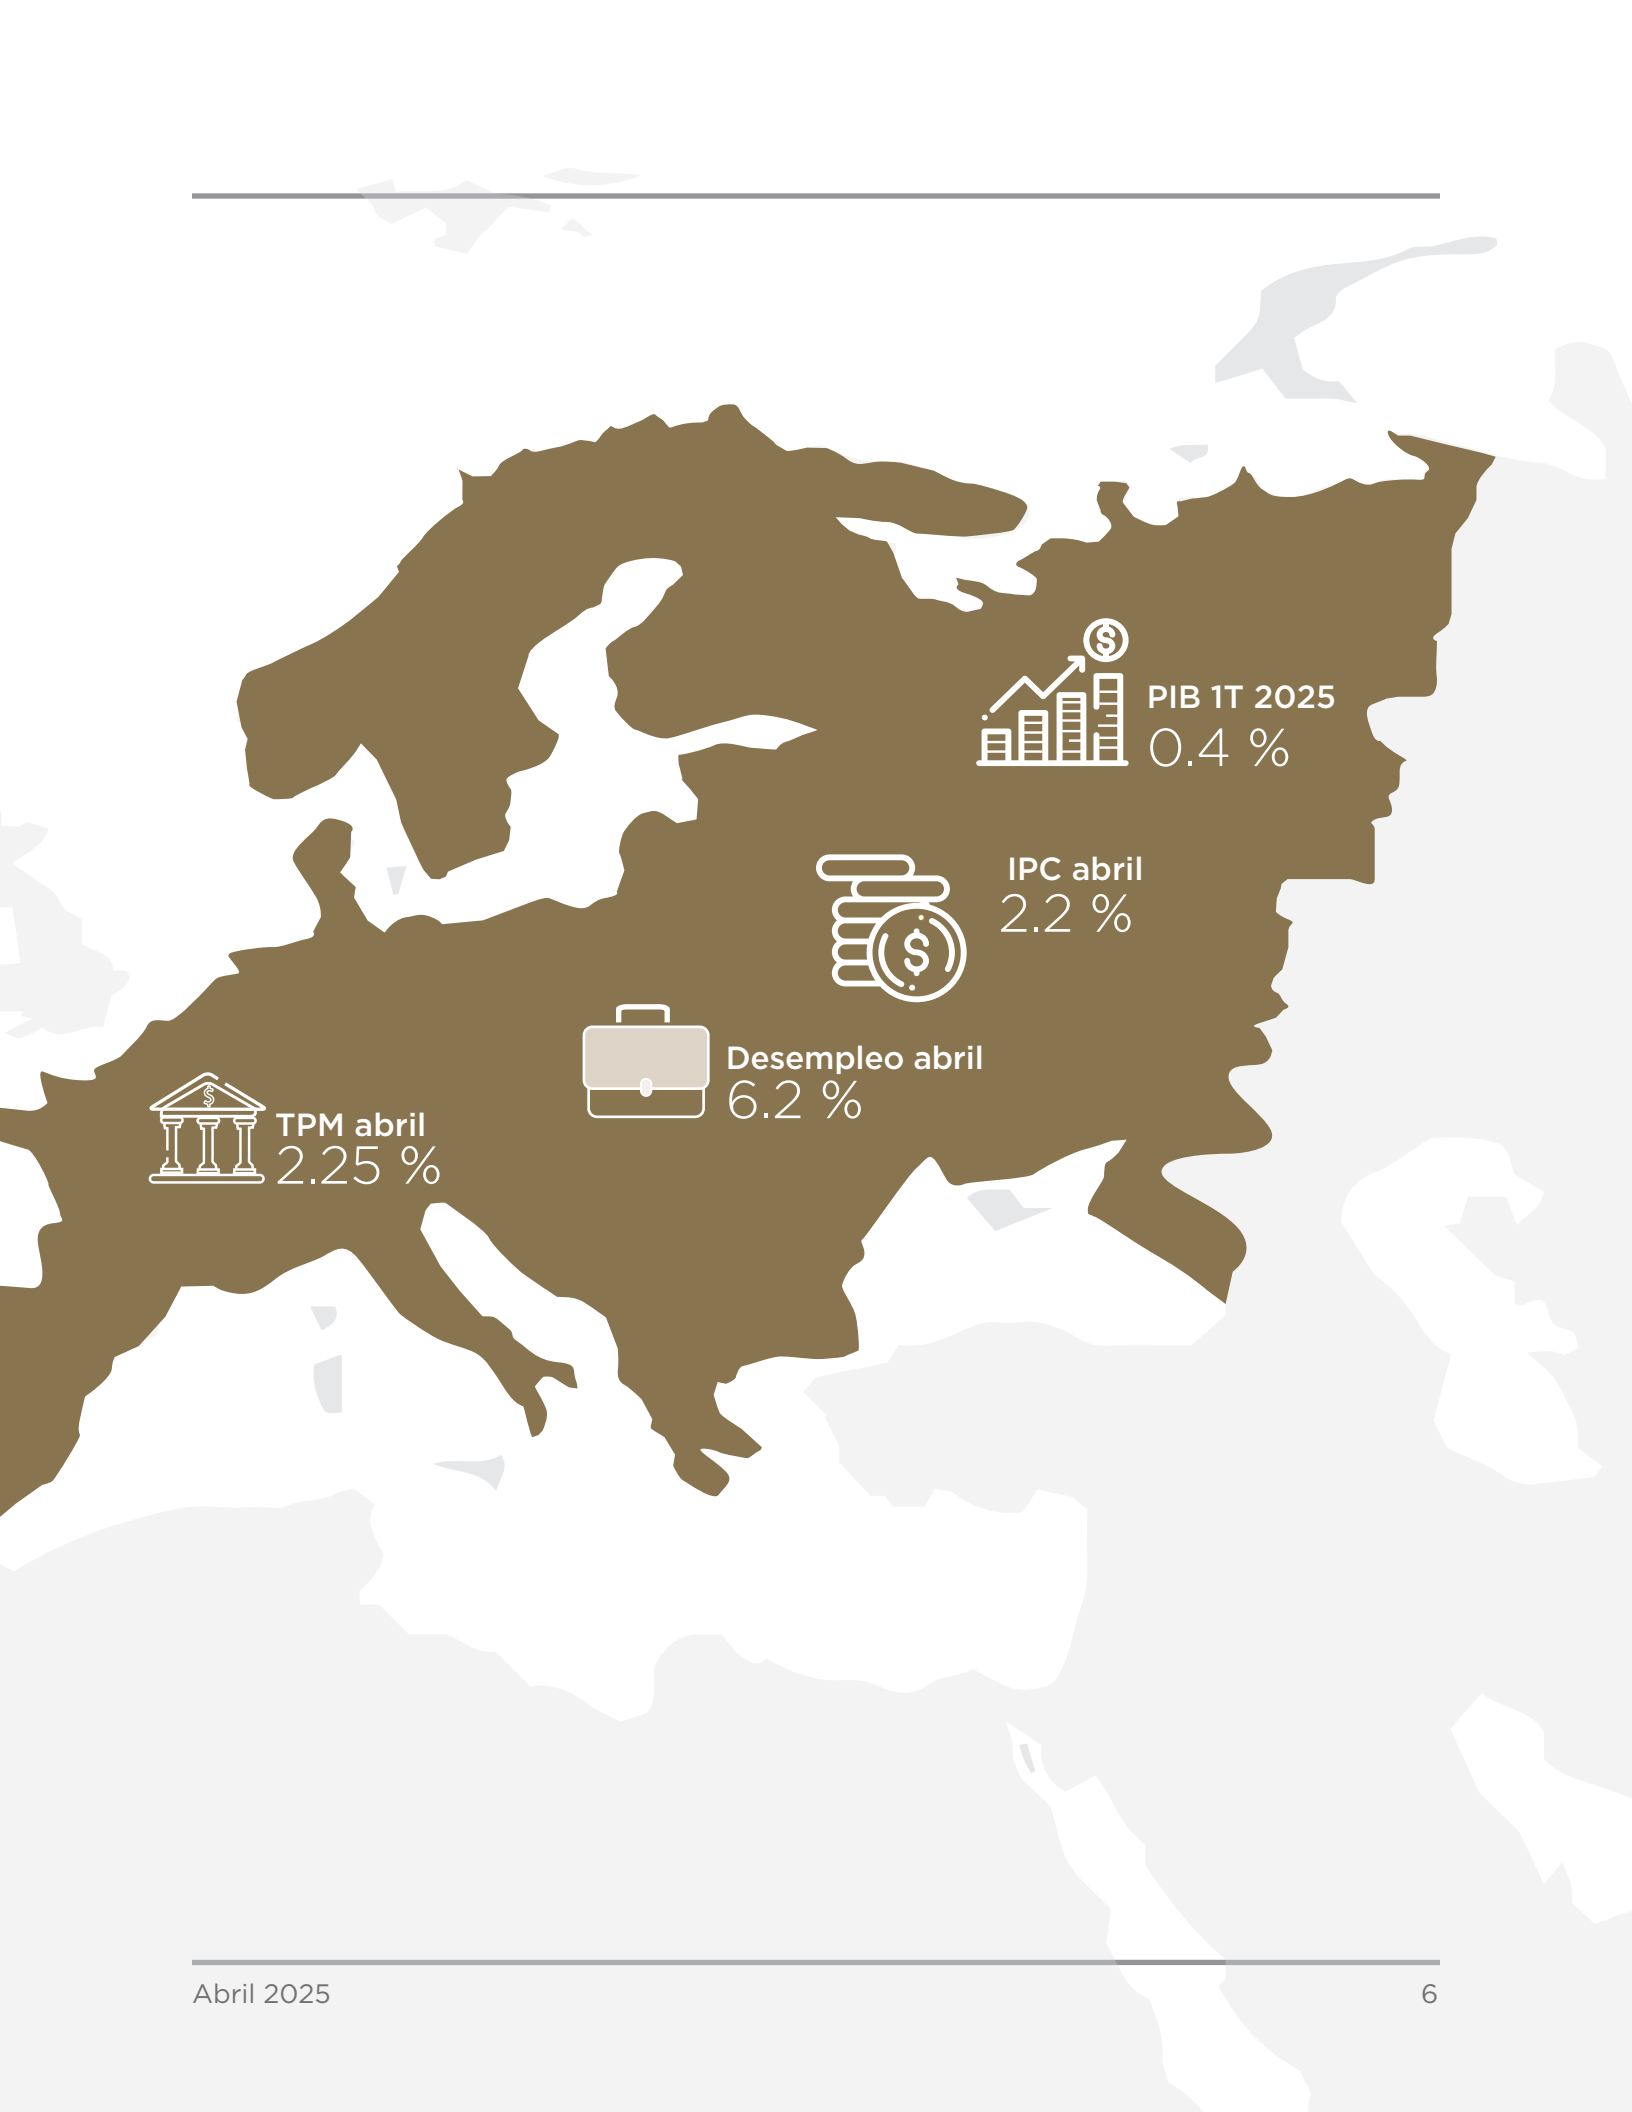 PIB 1T 2025
0.4 %
IPC abril
2.2 %
Desempleo abril
6.2 %
TPM abril
2.25 %
Abril 2025
6